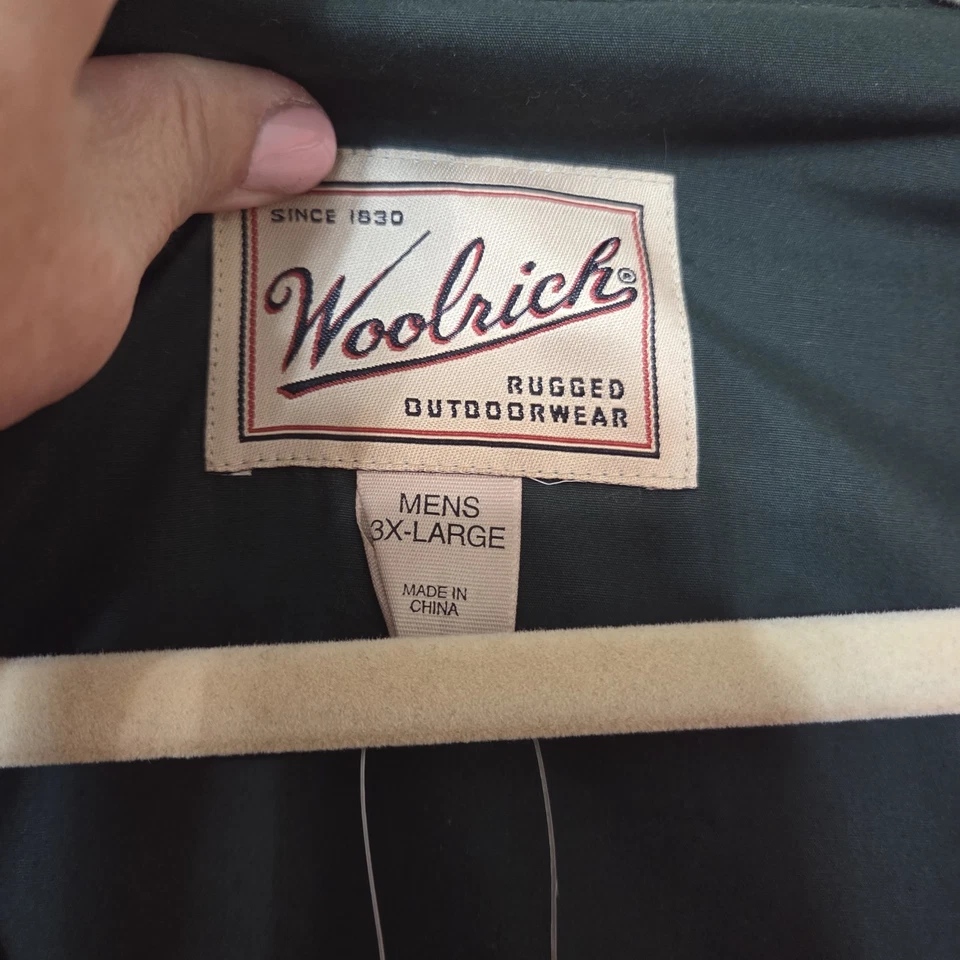 SINCE 1830
Woolrich®
RUGGED
OUTDOORWEAR
MENS
3X-LARGE
MADE IN
CHINA